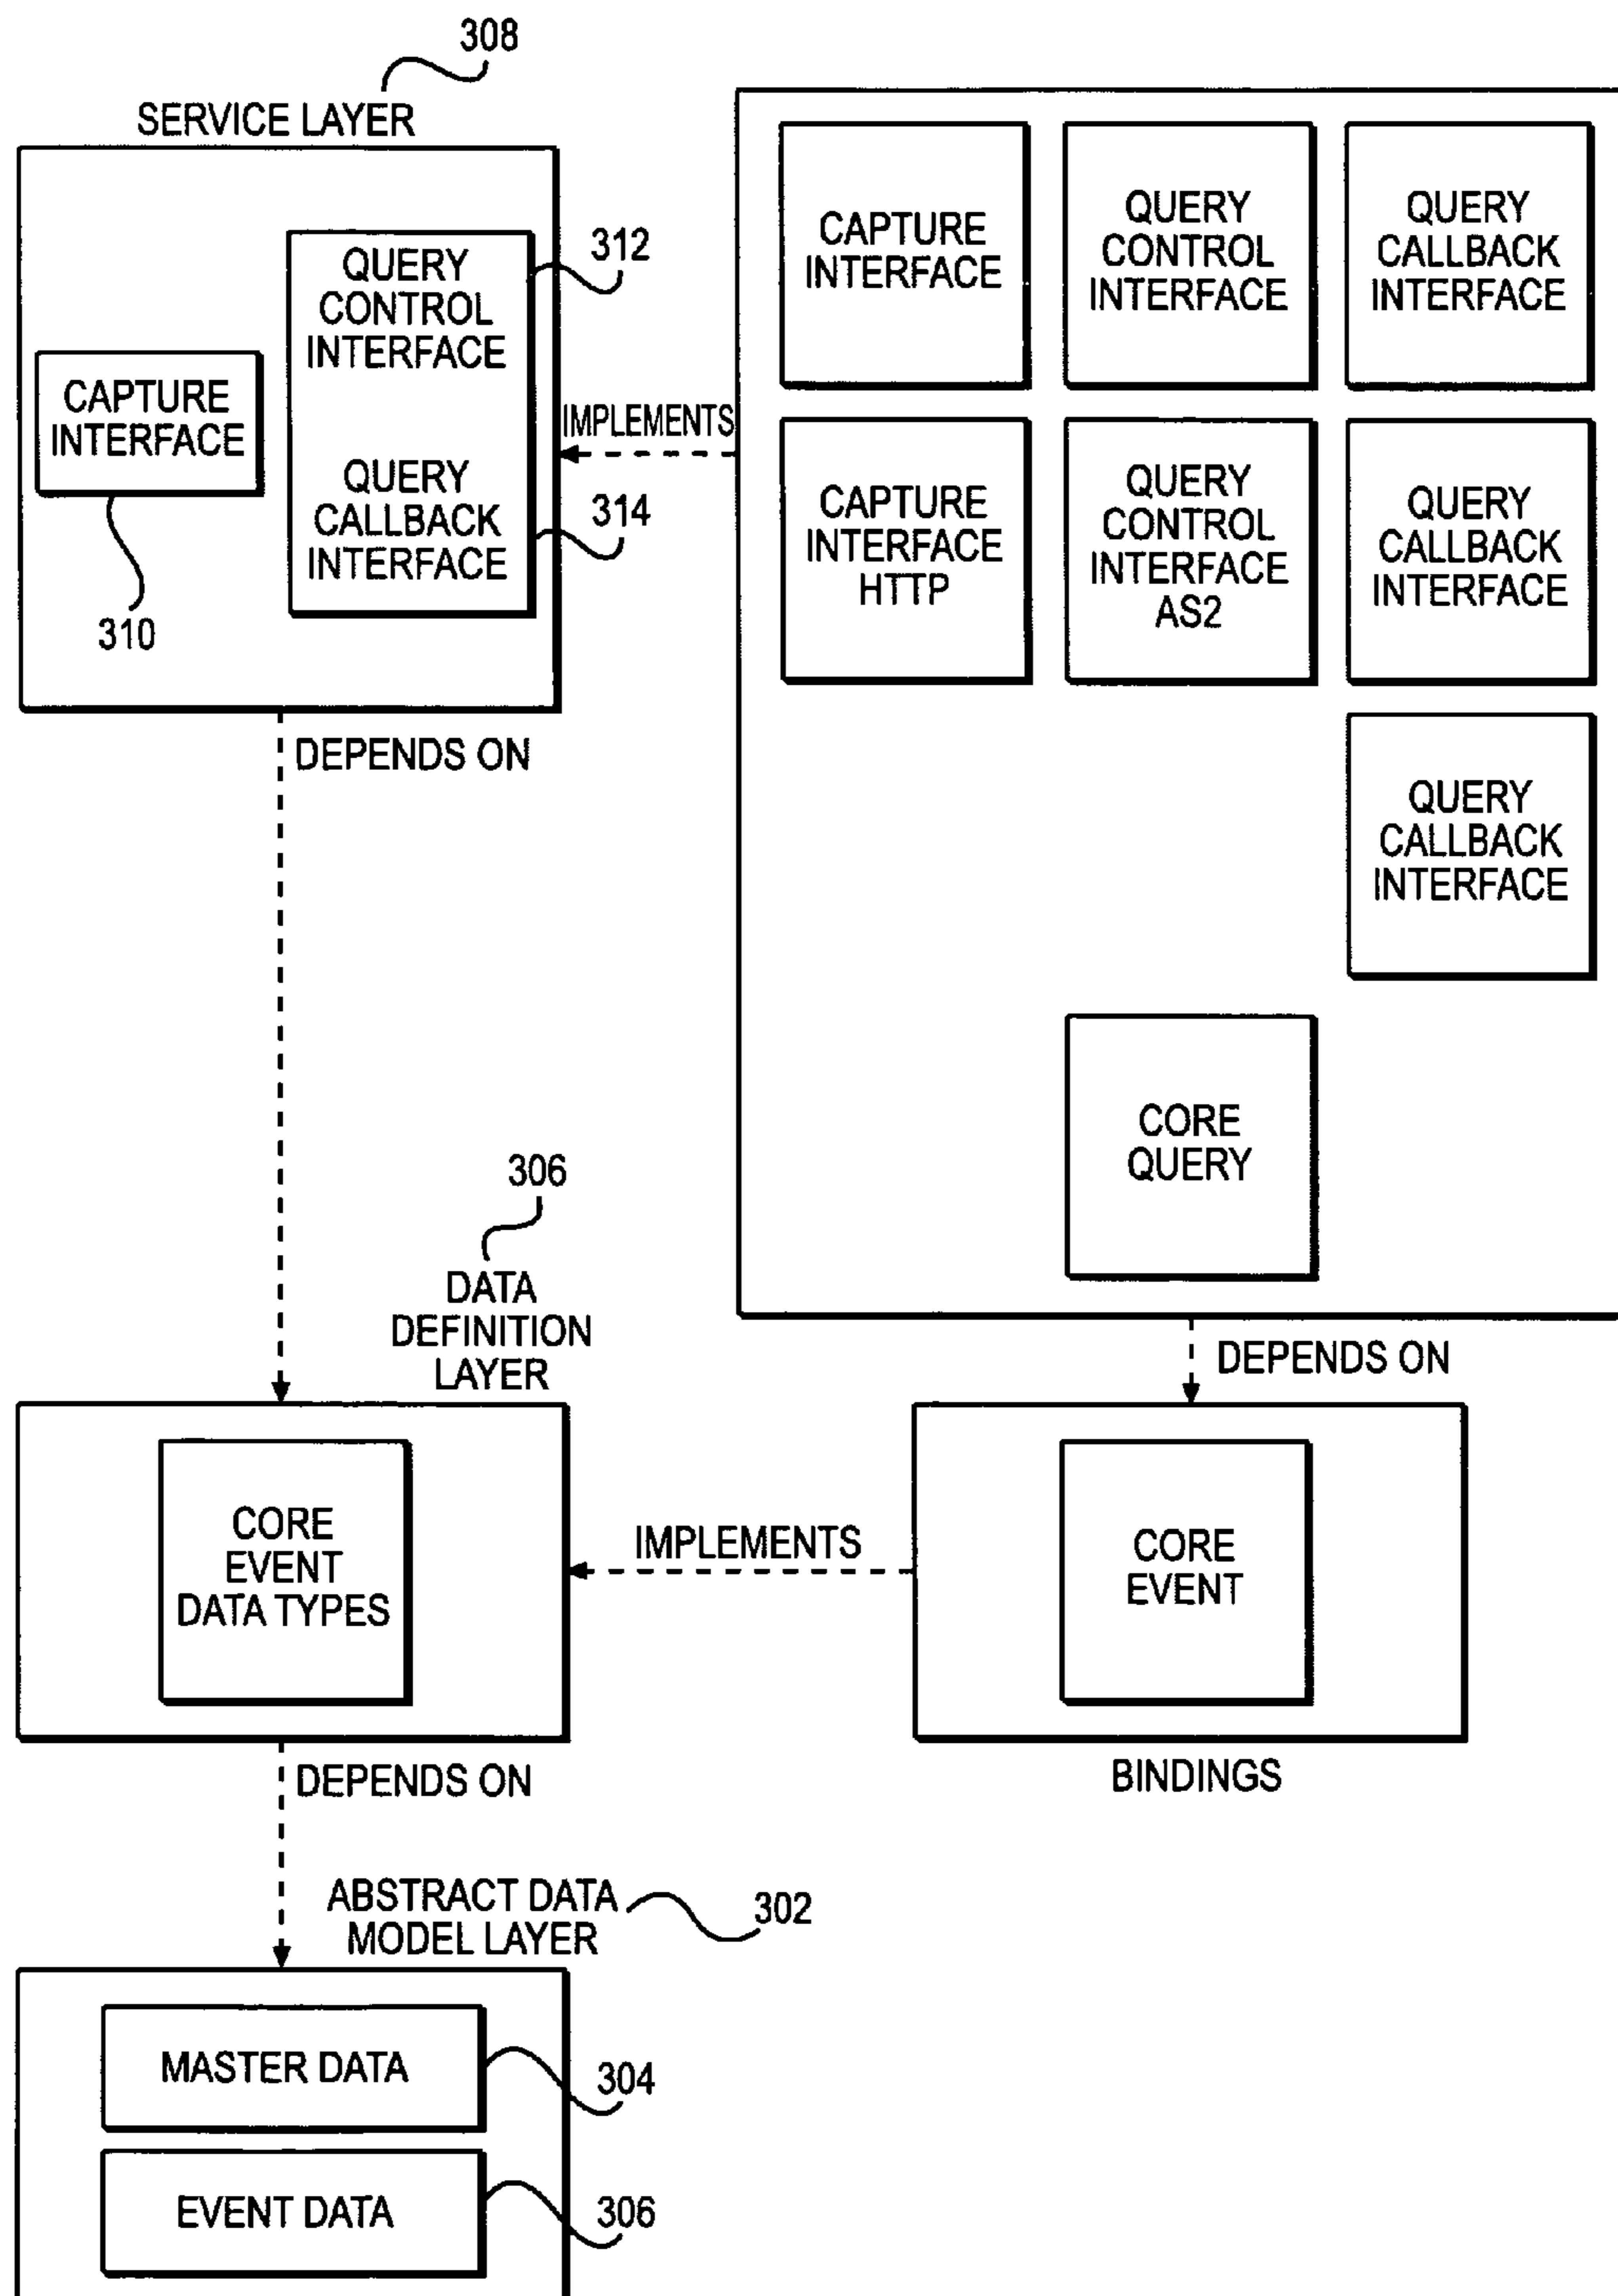 308
SERVICE LAYER
QUERY
CONTROL
INTERFACE
312
CAPTURE
INTERFACE
QUERY
CALLBACK
INTERFACE
314
310
IMPLEMENTS
CAPTURE
INTERFACE
QUERY
CONTROL
INTERFACE
QUERY
CALLBACK
INTERFACE
CAPTURE
INTERFACE
HTTP
QUERY
CONTROL
INTERFACE
AS2
QUERY
CALLBACK
INTERFACE
QUERY
CALLBACK
INTERFACE
CORE
QUERY
DEPENDS ON
306
DATA
DEFINITION
LAYER
DEPENDS ON
CORE
EVENT
DATA TYPES
IMPLEMENTS
CORE
EVENT
BINDINGS
DEPENDS ON
ABSTRACT DATA
MODEL LAYER
302
MASTER DATA
304
EVENT DATA
306